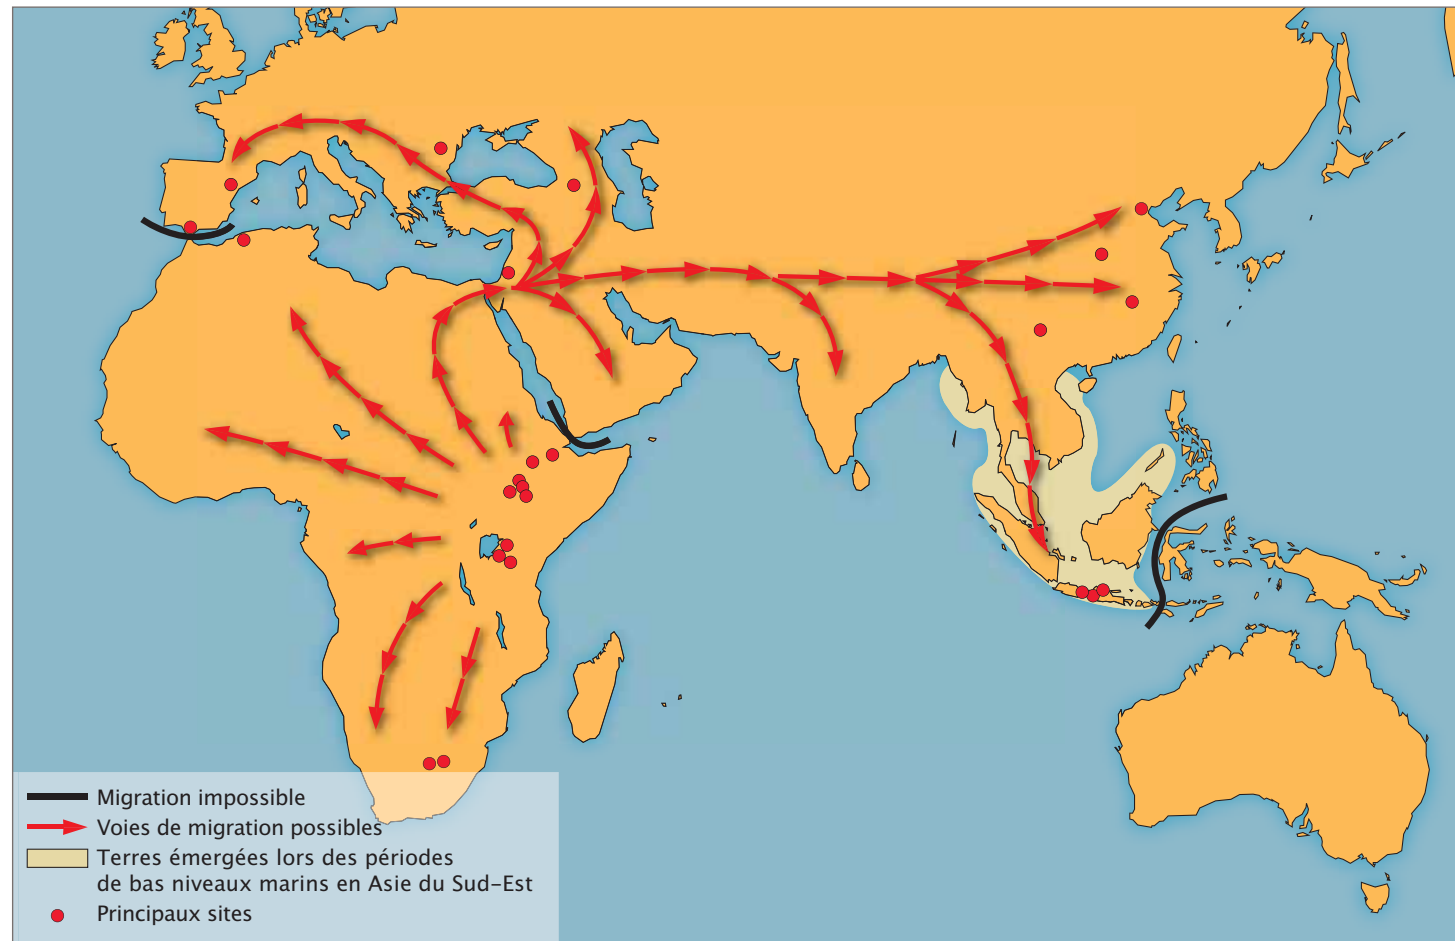 Migration impossible
Voies de migration possibles
Terres émergées lors des périodes
de bas niveaux marins en Asie du Sud-Est
Principaux sites